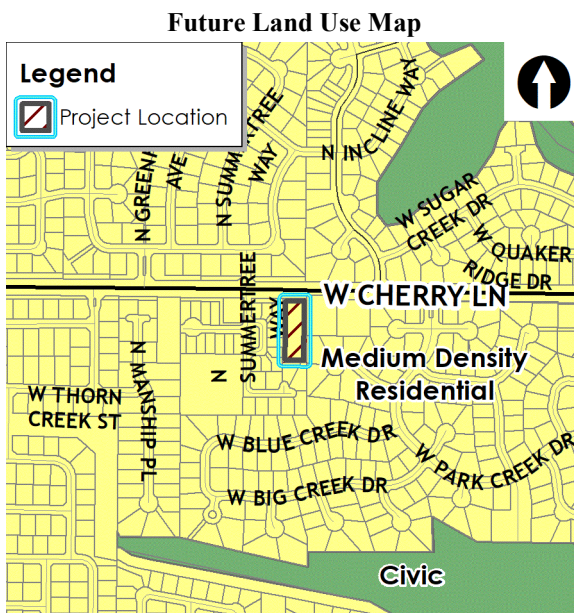 Future Land Use Map
Legend
Project Location
N GREENA
AVE
N SUMMERTREE
WAY
N INCLINE WAY
W SUGAR
CREEK DR
W QUAKER
RIDGE DR
W CHERRY LN
N
SUMMERTREE
WAY
Medium Density
Residential
W THORN
CREEK ST
N MANSHIP PL
W BLUE CREEK DR
W BIG CREEK DR
W PARK CREEK DR
Civic